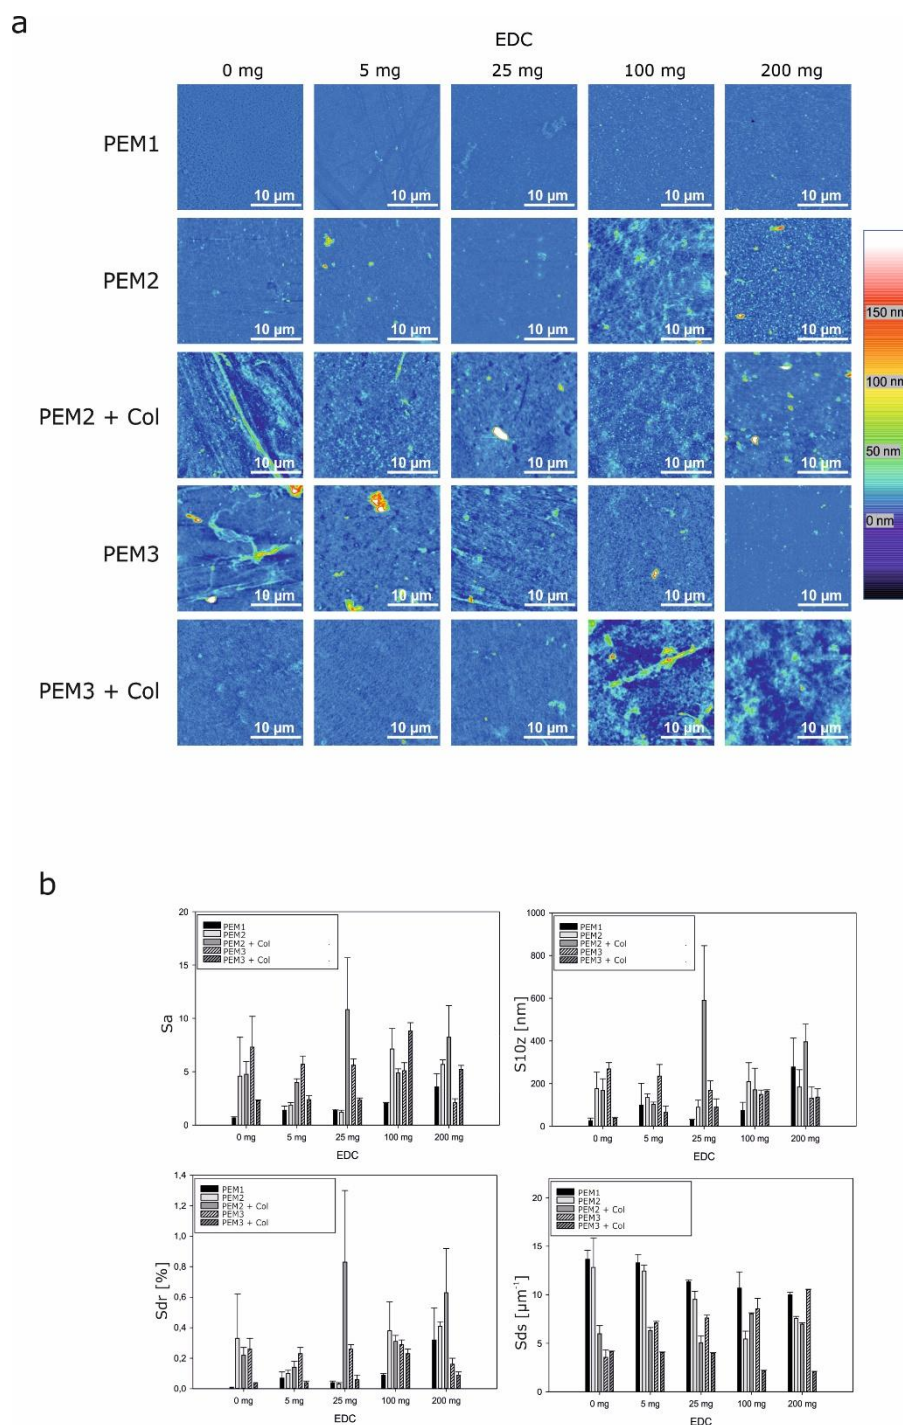 a
EDC
0 mg 5 mg 25 mg 100 mg 200 mg
PEM1
10 µm 10 µm 10 µm 10 µm 10 µm
PEM2
10 µm 10 µm 10 µm 10 µm 10 µm
150 nm
PEM2 + Col
100 nm
50 nm
10 µm 10 µm 10 µm 10 µm 10 µm
PEM3
0 nm
10 µm 10 µm 10 µm 10 µm 10 µm
PEM3 + Col
10 µm 10 µm 10 µm 10 µm 10 µm
b
20
15
10
5
0
Sa
PEM1
PEM2
PEM2 + Col
PEM3
PEM3 + Col
0 mg 5 mg 25 mg 100 mg 200 mg
EDC
1000
800
600
400
200
0
S10z [nm]
PEM1
PEM2
PEM2 + Col
PEM3
PEM3 + Col
0 mg 5 mg 25 mg 100 mg 200 mg
EDC
1,4
1,2
1,0
0,8
0,6
0,4
0,2
0,0
Sdr [%]
PEM1
PEM2
PEM2 + Col
PEM3
PEM3 + Col
0 mg 5 mg 25 mg 100 mg 200 mg
EDC
20
15
10
5
0
Sds [µm⁻¹]
PEM1
PEM2
PEM2 + Col
PEM3
PEM3 + Col
0 mg 5 mg 25 mg 100 mg 200 mg
EDC